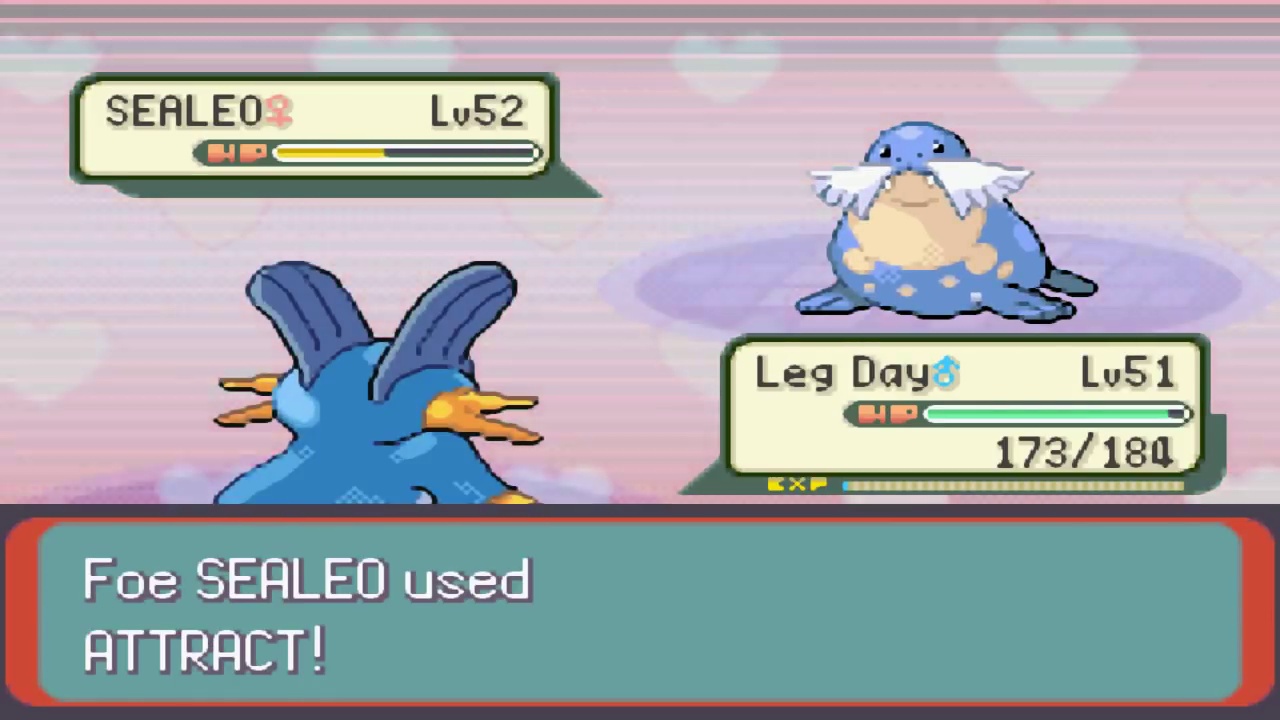 SEALEO♀ Lv52
HP
Leg Day♂ Lv51
HP
173/184
EXP
Foe SEALEO used
ATTRACT!